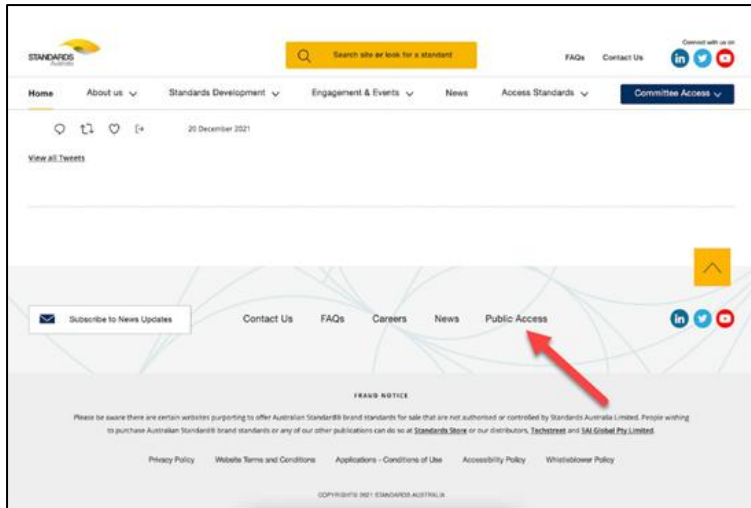 STANDARDS
Australia
Search site or look for a standard
FAQs
Contact Us
Connect with us on
Home
About us
Standards Development
Engagement & Events
News
Access Standards
Committee Access
20 December 2021
View all Tweets
Subscribe to News Updates
Contact Us
FAQs
Careers
News
Public Access
FRAUD NOTICE
Please be aware there are certain websites purporting to offer Australian Standard® brand standards for sale that are not authorised or controlled by Standards Australia Limited. People wishing
to purchase Australian Standard® brand standards or any of our other publications can do so at Standards Store or our distributors, Techstreet and SAI Global Pty Limited.
Privacy Policy
Website Terms and Conditions
Applications - Conditions of Use
Accessibility Policy
Whistleblower Policy
COPYRIGHT© 2021 STANDARDS AUSTRALIA